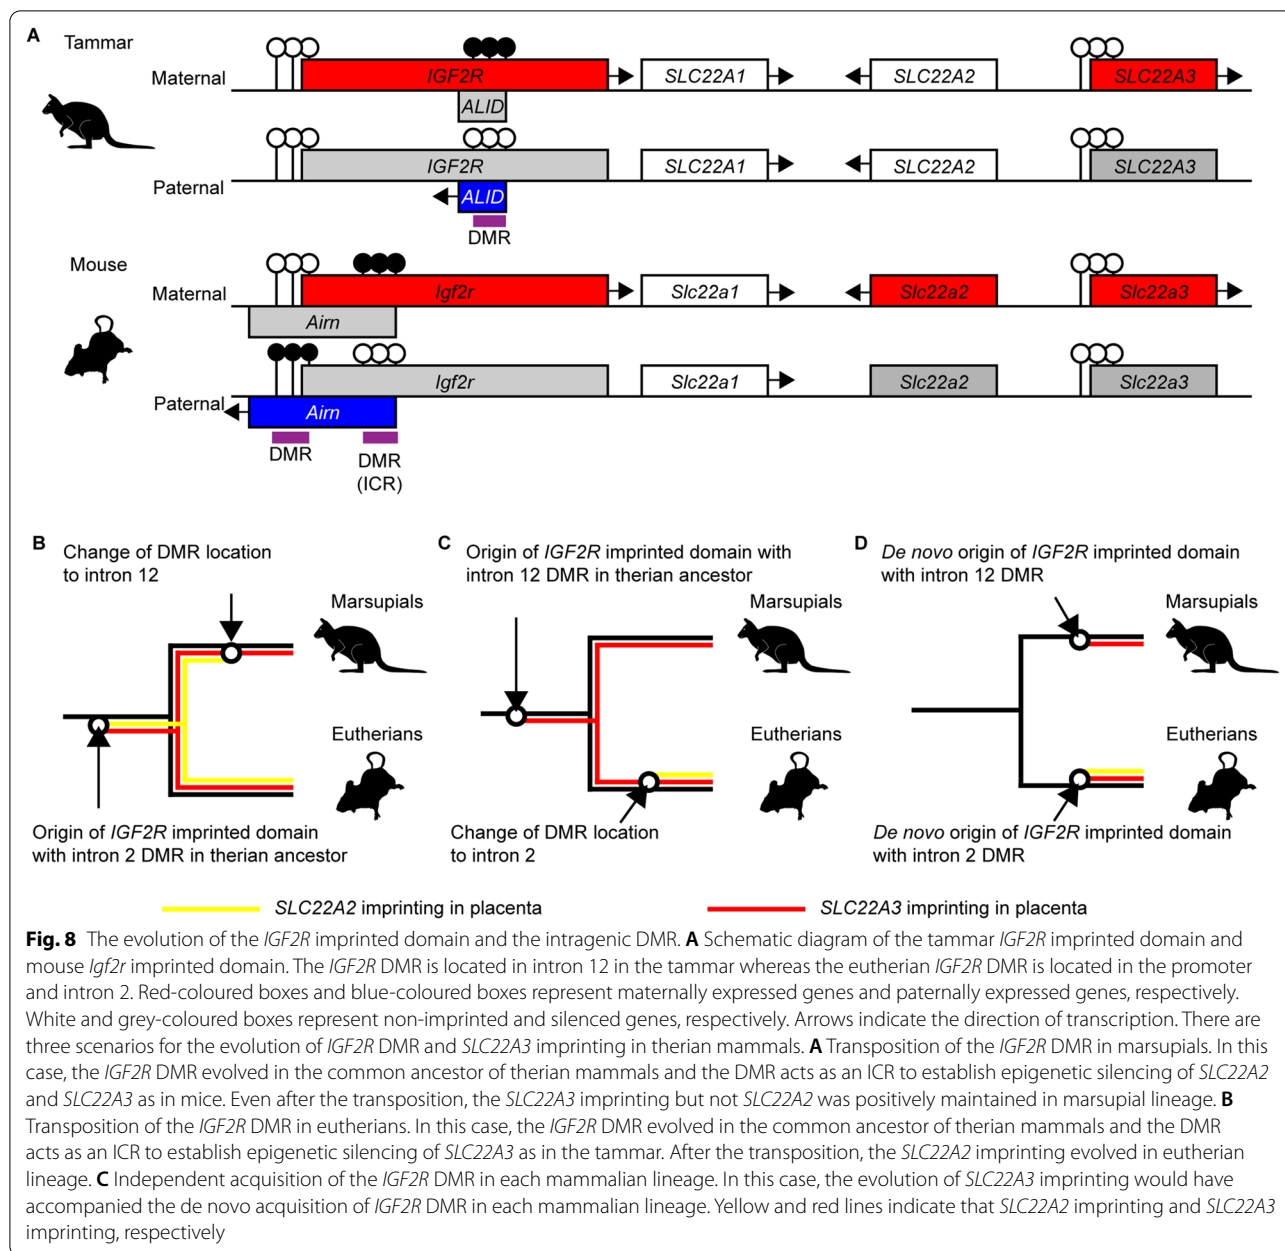 A
Tammar
Maternal
IGF2R
SLC22A1
SLC22A2
SLC22A3
ALID
Paternal
IGF2R
SLC22A1
SLC22A2
SLC22A3
ALID
DMR
Mouse
Maternal
Igf2r
Slc22a1
Slc22a2
Slc22a3
Airn
Paternal
Igf2r
Slc22a1
Slc22a2
Slc22a3
Airn
DMR
DMR
(ICR)
B
Change of DMR location
to intron 12
Marsupials
Eutherians
Origin of IGF2R imprinted domain
with intron 2 DMR in therian ancestor
C
Origin of IGF2R imprinted domain with
intron 12 DMR in therian ancestor
Marsupials
Eutherians
Change of DMR location
to intron 2
D
De novo origin of IGF2R imprinted domain
with intron 12 DMR
Marsupials
Eutherians
De novo origin of IGF2R imprinted domain
with intron 2 DMR
SLC22A2 imprinting in placenta
SLC22A3 imprinting in placenta
Fig. 8 The evolution of the IGF2R imprinted domain and the intragenic DMR. A Schematic diagram of the tammar IGF2R imprinted domain and
mouse Igf2r imprinted domain. The IGF2R DMR is located in intron 12 in the tammar whereas the eutherian IGF2R DMR is located in the promoter
and intron 2. Red-coloured boxes and blue-coloured boxes represent maternally expressed genes and paternally expressed genes, respectively.
White and grey-coloured boxes represent non-imprinted and silenced genes, respectively. Arrows indicate the direction of transcription. There are
three scenarios for the evolution of IGF2R DMR and SLC22A3 imprinting in therian mammals. A Transposition of the IGF2R DMR in marsupials. In this
case, the IGF2R DMR evolved in the common ancestor of therian mammals and the DMR acts as an ICR to establish epigenetic silencing of SLC22A2
and SLC22A3 as in mice. Even after the transposition, the SLC22A3 imprinting but not SLC22A2 was positively maintained in marsupial lineage. B
Transposition of the IGF2R DMR in eutherians. In this case, the IGF2R DMR evolved in the common ancestor of therian mammals and the DMR
acts as an ICR to establish epigenetic silencing of SLC22A3 as in the tammar. After the transposition, the SLC22A2 imprinting evolved in eutherian
lineage. C Independent acquisition of the IGF2R DMR in each mammalian lineage. In this case, the evolution of SLC22A3 imprinting would have
accompanied the de novo acquisition of IGF2R DMR in each mammalian lineage. Yellow and red lines indicate that SLC22A2 imprinting and SLC22A3
imprinting, respectively